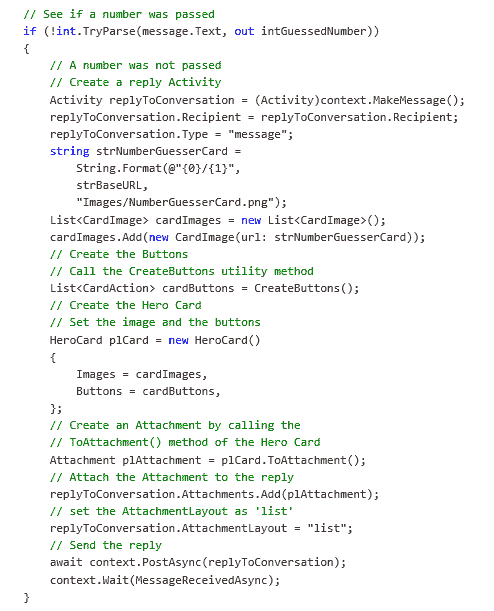 // See if a number was passed
if (!int.TryParse(message.Text, out intGuessedNumber))
{
    // A number was not passed
    // Create a reply Activity
    Activity replyToConversation = (Activity)context.MakeMessage();
    replyToConversation.Recipient = replyToConversation.Recipient;
    replyToConversation.Type = "message";
    string strNumberGuesserCard =
        String.Format(@"{0}/{1}",
        strBaseURL,
        "Images/NumberGuesserCard.png");
    List<CardImage> cardImages = new List<CardImage>();
    cardImages.Add(new CardImage(url: strNumberGuesserCard));
    // Create the Buttons
    // Call the CreateButtons utility method
    List<CardAction> cardButtons = CreateButtons();
    // Create the Hero Card
    // Set the image and the buttons
    HeroCard plCard = new HeroCard()
    {
        Images = cardImages,
        Buttons = cardButtons,
    };
    // Create an Attachment by calling the
    // ToAttachment() method of the Hero Card
    Attachment plAttachment = plCard.ToAttachment();
    // Attach the Attachment to the reply
    replyToConversation.Attachments.Add(plAttachment);
    // set the AttachmentLayout as 'list'
    replyToConversation.AttachmentLayout = "list";
    // Send the reply
    await context.PostAsync(replyToConversation);
    context.Wait(MessageReceivedAsync);
}